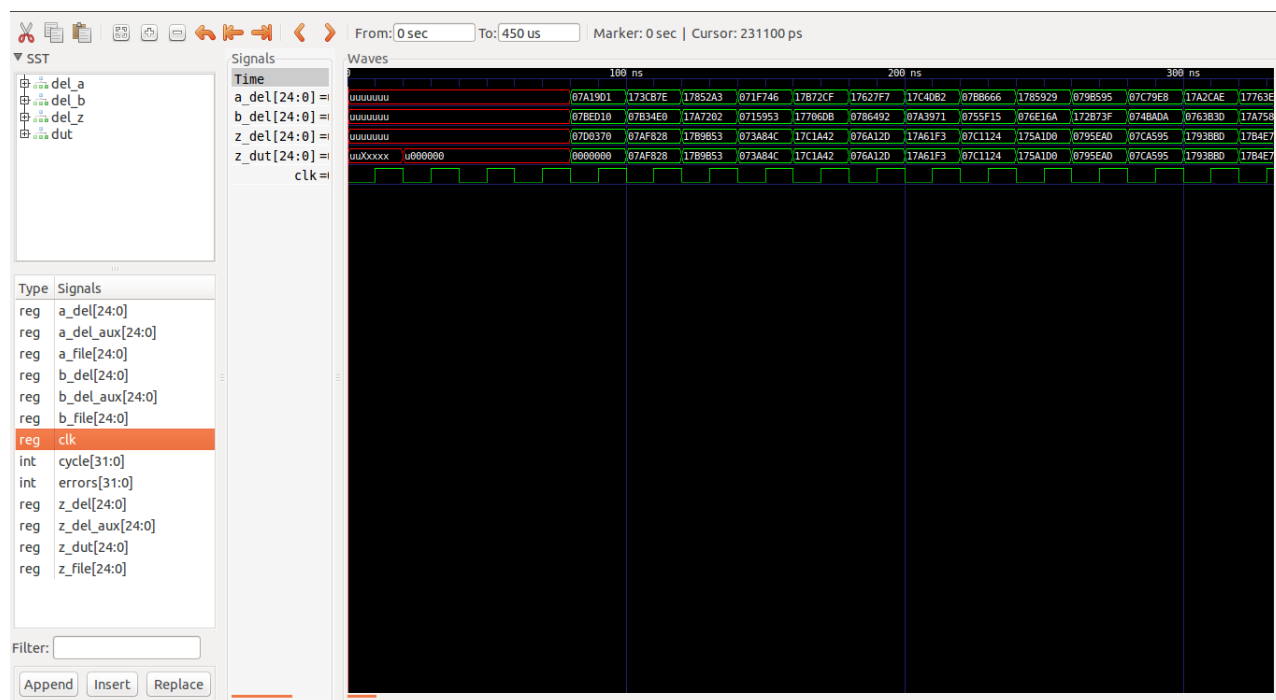 From: 0 sec To: 450 us Marker: 0 sec | Cursor: 231100 ps
SST
del_a
del_b
del_z
dut
Type Signals
reg a_del[24:0]
reg a_del_aux[24:0]
reg a_file[24:0]
reg b_del[24:0]
reg b_del_aux[24:0]
reg b_file[24:0]
reg clk
int cycle[31:0]
int errors[31:0]
reg z_del[24:0]
reg z_del_aux[24:0]
reg z_dut[24:0]
reg z_file[24:0]
Filter:
Append Insert Replace
Signals
Time
a_del[24:0] =
b_del[24:0] =
z_del[24:0] =
z_dut[24:0] =
clk =
Waves
100 ns 200 ns 300 ns
uuuuuuu 07A19D1 173CB7E 17852A3 071F746 17B72CF 17627F7 17C4DB2 07BB666 1785929 079B595 07C79E8 17A2CAE 17763E
uuuuuuu 07BED10 07B34E0 17A7202 0715953 17706DB 0786492 07A3971 0755F15 076E16A 172B73F 074BADA 0763B3D 17A758
uuuuuuu 07D0370 07AF828 17B9B53 073A84C 17C1A42 076A12D 17A61F3 07C1124 175A1D0 0795EAD 07CA595 1793BBD 17B4E7
uuXxxxx u000000 0000000 07AF828 17B9B53 073A84C 17C1A42 076A12D 17A61F3 07C1124 175A1D0 0795EAD 07CA595 1793BBD 17B4E7